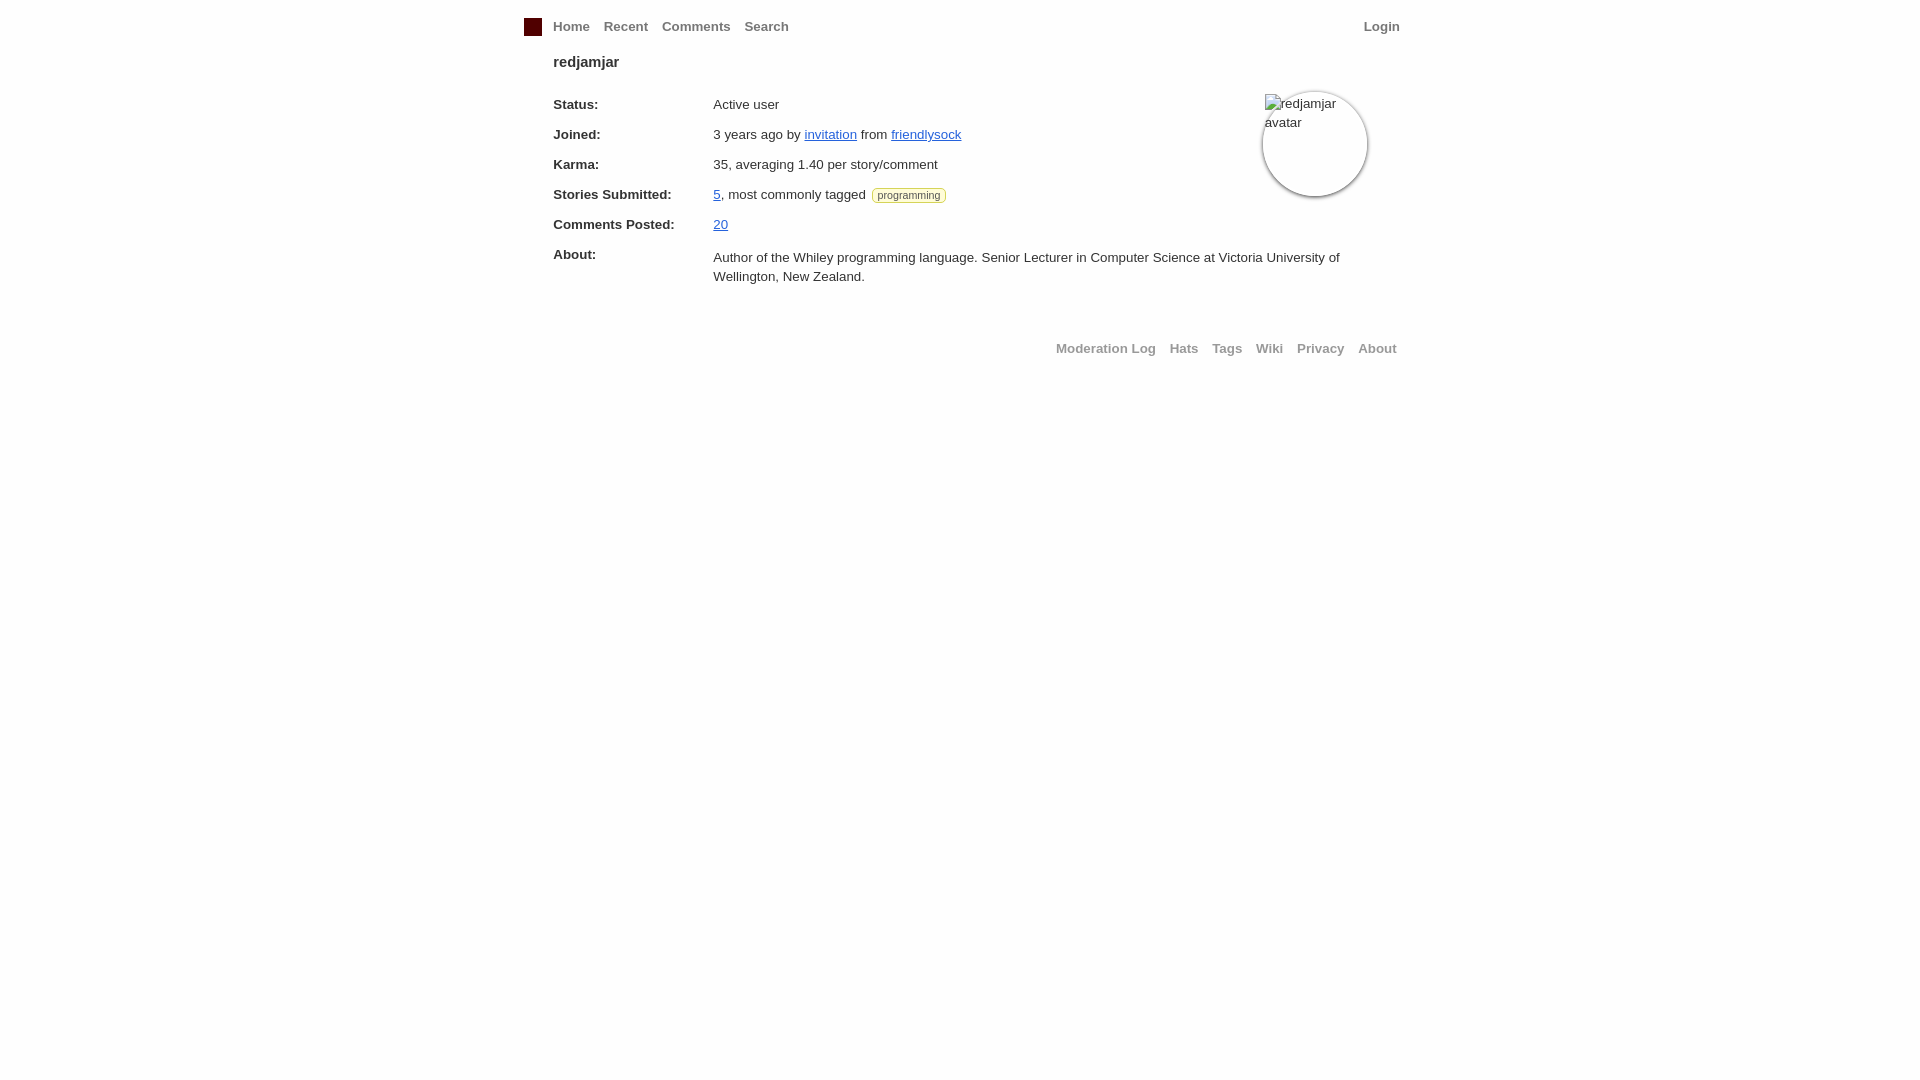 Home Recent Comments Search Login
redjamjar
Status: Active user
redjamjar avatar
Joined: 3 years ago by invitation from friendlysock
Karma: 35, averaging 1.40 per story/comment
Stories Submitted: 5, most commonly tagged programming
Comments Posted: 20
About: Author of the Whiley programming language. Senior Lecturer in Computer Science at Victoria University of
Wellington, New Zealand.
Moderation Log Hats Tags Wiki Privacy About